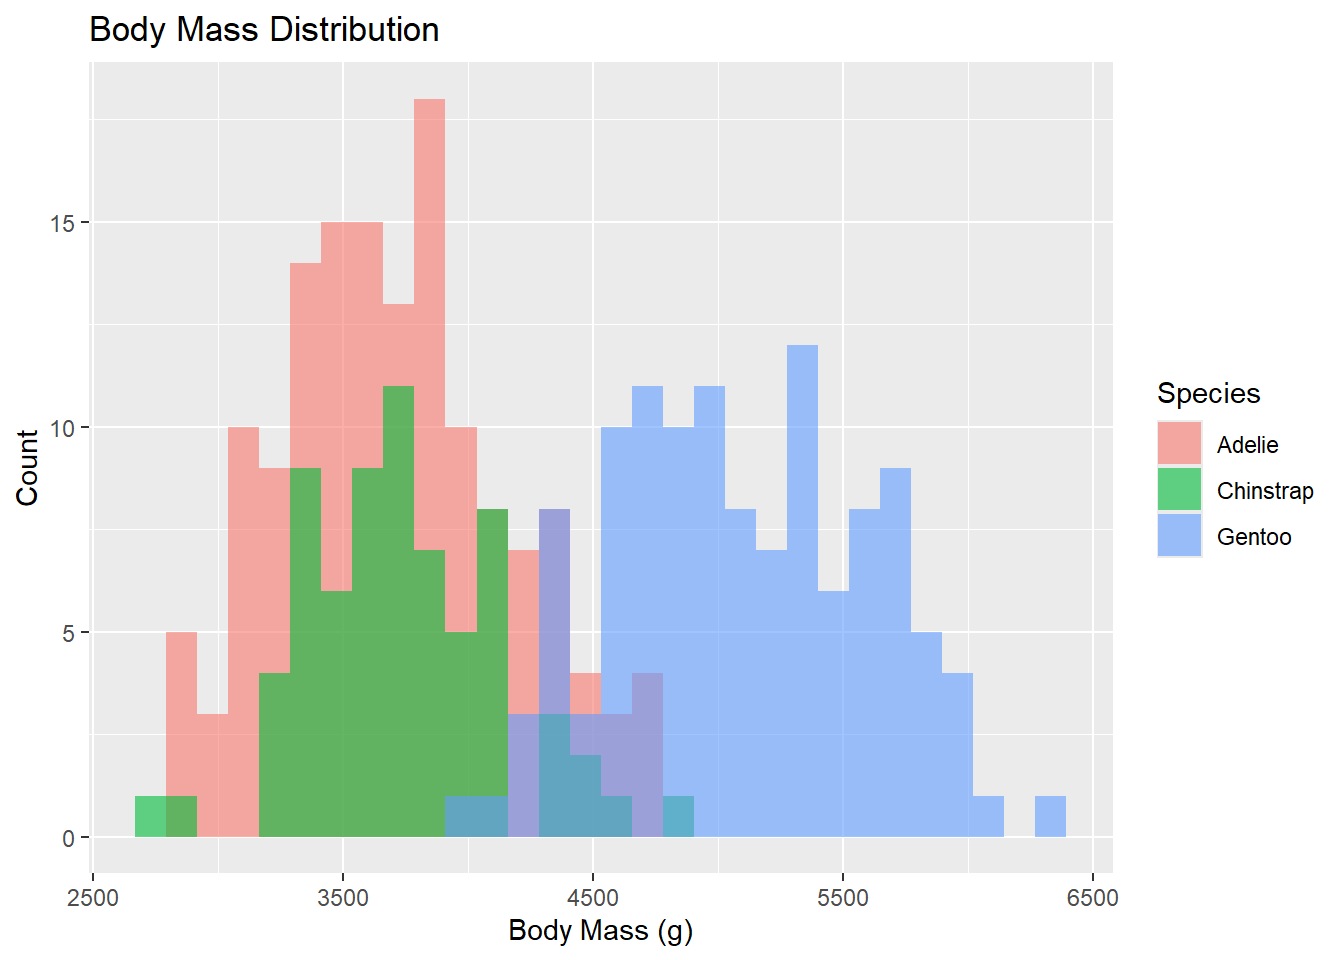 Body Mass Distribution
Count
15
10
5
0
2500 3500 4500 5500 6500
Body Mass (g)
Species
Adelie
Chinstrap
Gentoo